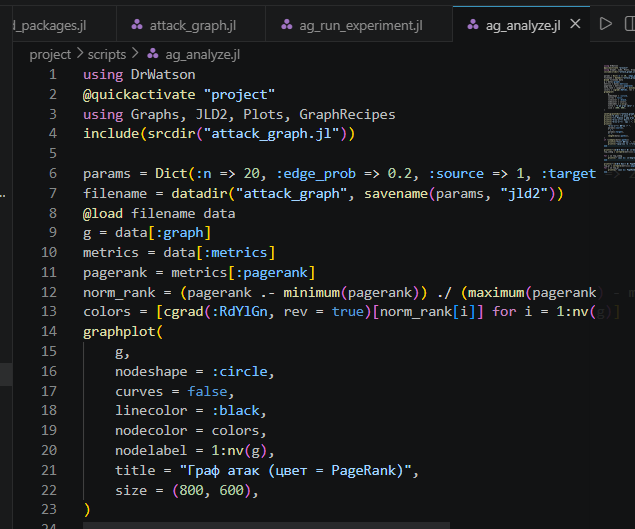 d_packages.jl attack_graph.jl ag_run_experiment.jl ag_analyze.jl
project > scripts > ag_analyze.jl
1 using DrWatson
2 @quickactivate "project"
3 using Graphs, JLD2, Plots, GraphRecipes
4 include(srcdir("attack_graph.jl"))
5
6 params = Dict(:n => 20, :edge_prob => 0.2, :source => 1, :target
7 filename = datadir("attack_graph", savename(params, "jld2"))
8 @load filename data
9 g = data[:graph]
10 metrics = data[:metrics]
11 pagerank = metrics[:pagerank]
12 norm_rank = (pagerank .- minimum(pagerank)) ./ (maximum(pagerank) - m
13 colors = [cgrad(:RdYlGn, rev = true)[norm_rank[i]] for i = 1:nv(g)]
14 graphplot(
15     g,
16     nodeshape = :circle,
17     curves = false,
18     linecolor = :black,
19     nodecolor = colors,
20     nodelabel = 1:nv(g),
21     title = "Граф атак (цвет = PageRank)",
22     size = (800, 600),
23 )
24